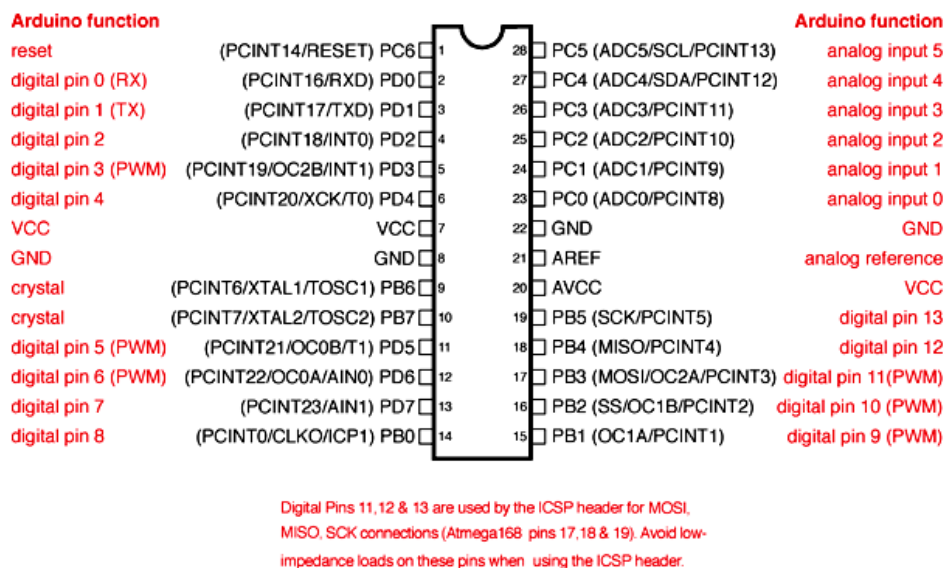 Arduino function Arduino function
reset (PCINT14/RESET) PC6 1 28 PC5 (ADC5/SCL/PCINT13) analog input 5
digital pin 0 (RX) (PCINT16/RXD) PD0 2 27 PC4 (ADC4/SDA/PCINT12) analog input 4
digital pin 1 (TX) (PCINT17/TXD) PD1 3 26 PC3 (ADC3/PCINT11) analog input 3
digital pin 2 (PCINT18/INT0) PD2 4 25 PC2 (ADC2/PCINT10) analog input 2
digital pin 3 (PWM) (PCINT19/OC2B/INT1) PD3 5 24 PC1 (ADC1/PCINT9) analog input 1
digital pin 4 (PCINT20/XCK/T0) PD4 6 23 PC0 (ADC0/PCINT8) analog input 0
VCC VCC 7 22 GND GND
GND GND 8 21 AREF analog reference
crystal (PCINT6/XTAL1/TOSC1) PB6 9 20 AVCC VCC
crystal (PCINT7/XTAL2/TOSC2) PB7 10 19 PB5 (SCK/PCINT5) digital pin 13
digital pin 5 (PWM) (PCINT21/OC0B/T1) PD5 11 18 PB4 (MISO/PCINT4) digital pin 12
digital pin 6 (PWM) (PCINT22/OC0A/AIN0) PD6 12 17 PB3 (MOSI/OC2A/PCINT3) digital pin 11(PWM)
digital pin 7 (PCINT23/AIN1) PD7 13 16 PB2 (SS/OC1B/PCINT2) digital pin 10 (PWM)
digital pin 8 (PCINT0/CLKO/ICP1) PB0 14 15 PB1 (OC1A/PCINT1) digital pin 9 (PWM)
Digital Pins 11,12 & 13 are used by the ICSP header for MOSI,
MISO, SCK connections (Atmega168 pins 17,18 & 19). Avoid low-
impedance loads on these pins when using the ICSP header.